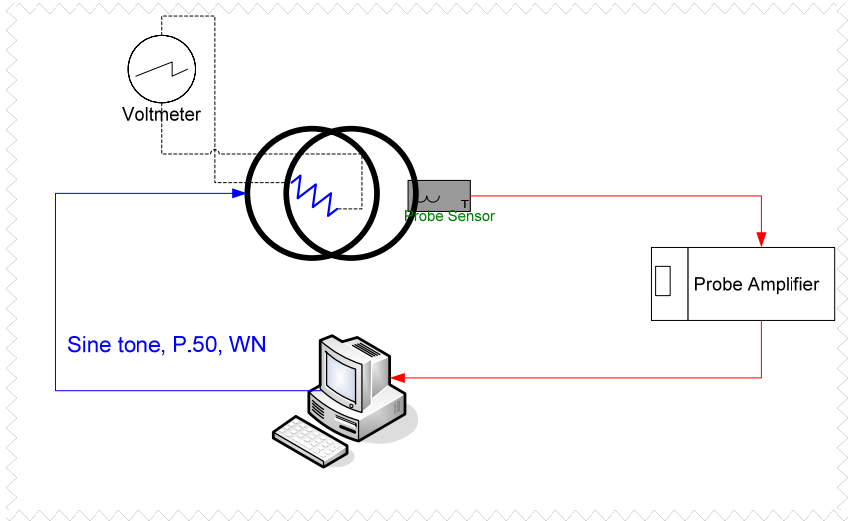 Voltmeter
T
Probe Sensor
Probe Amplifier
Sine tone, P.50, WN